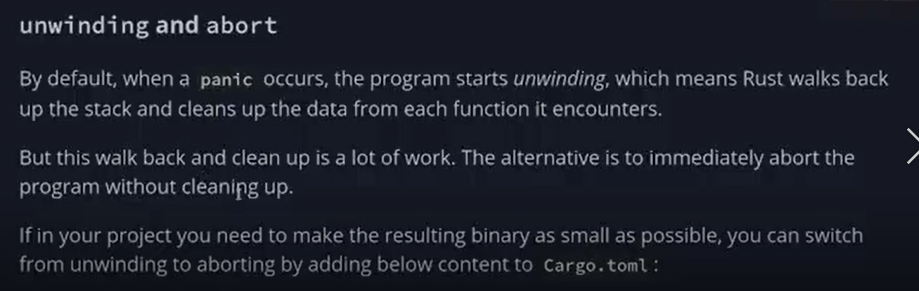 unwinding and abort
By default, when a panic occurs, the program starts unwinding, which means Rust walks back
up the stack and cleans up the data from each function it encounters.
But this walk back and clean up is a lot of work. The alternative is to immediately abort the
program without cleaning up.
If in your project you need to make the resulting binary as small as possible, you can switch
from unwinding to aborting by adding below content to Cargo.toml :